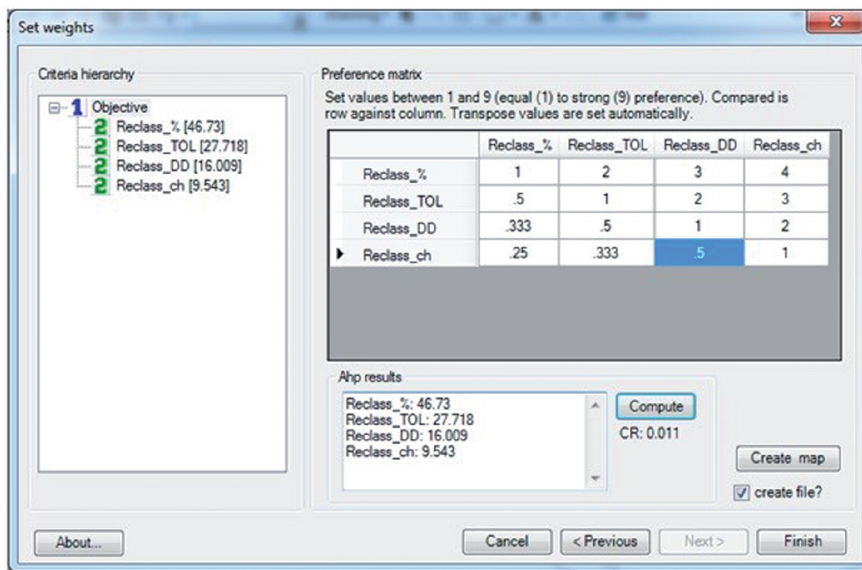 Set weights
Criteria hierarchy
1 Objective
2 Reclass_% [46.73]
2 Reclass_TOL [27.718]
2 Reclass_DD [16.009]
2 Reclass_ch [9.543]
Preference matrix
Set values between 1 and 9 (equal (1) to strong (9) preference). Compared is
row against column. Transpose values are set automatically.
Reclass_% Reclass_TOL Reclass_DD Reclass_ch
Reclass_% 1 2 3 4
Reclass_TOL .5 1 2 3
Reclass_DD .333 .5 1 2
Reclass_ch .25 .333 .5 1
Ahp results
Reclass_%: 46.73
Reclass_TOL: 27.718
Reclass_DD: 16.009
Reclass_ch: 9.543
Compute
CR: 0.011
Create map
create file?
About...
Cancel
< Previous
Next >
Finish